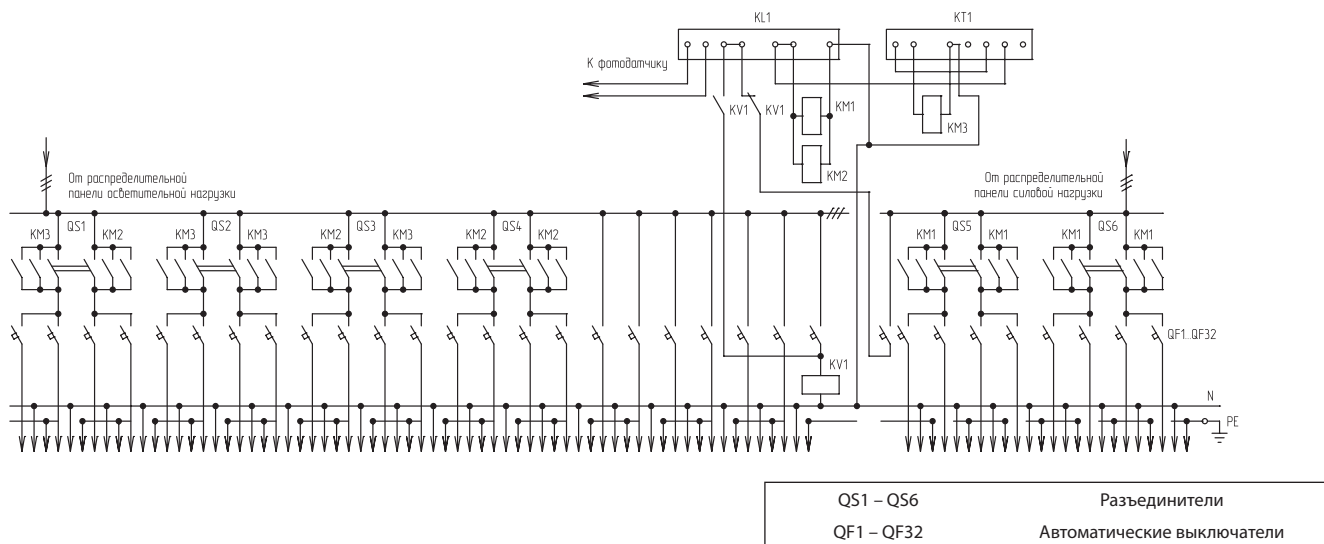 KL1 KT1
К фотодатчику
KV1 KV1 KM1 KM3
KM2
От распределительной
панели осветительной нагрузки
От распределительной
панели силовой нагрузки
QS1 QS2 QS3 QS4 QS5 QS6
KM3 KM2 KM3 KM3 KM2 KM3 KM2 KM2 KM1 KM1 KM1 KM1
QF1...QF32
KV1
N
PE
QS1 – QS6 Разъединители
QF1 – QF32 Автоматические выключатели